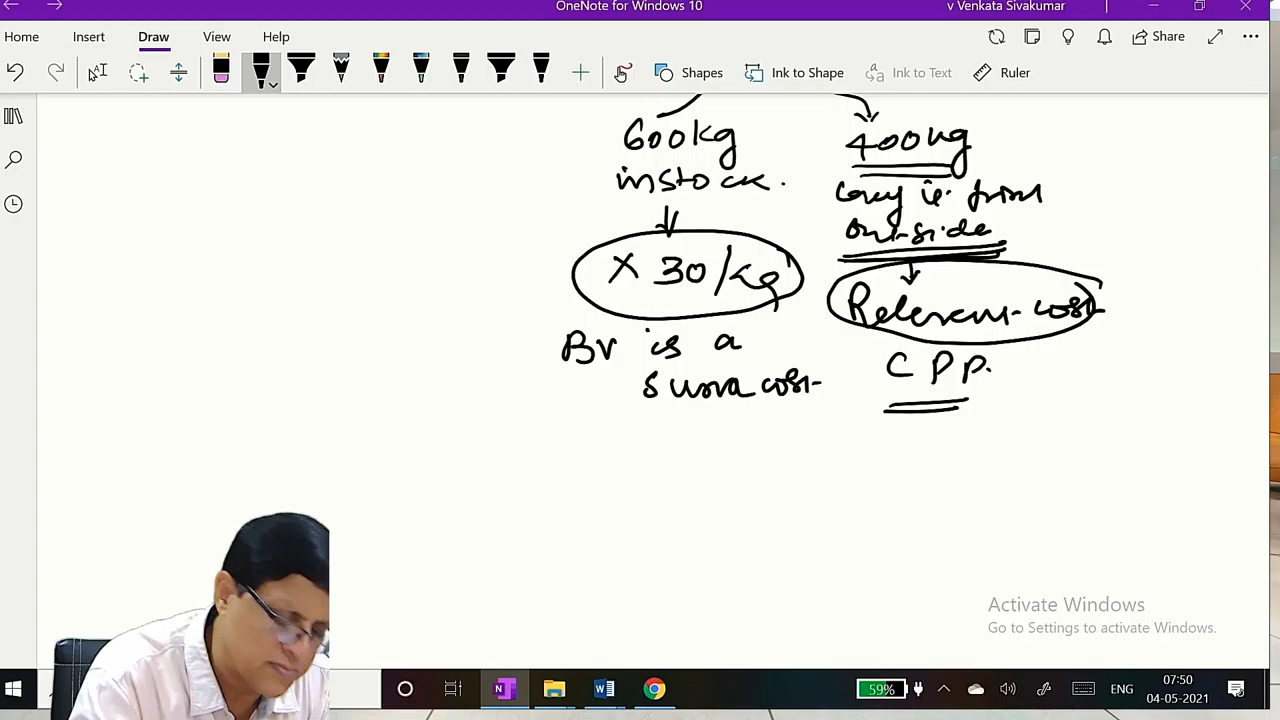 OneNote for Windows 10
v Venkata Sivakumar
Home Insert Draw View Help
Share
Shapes
Ink to Shape
Ink to Text
Ruler
600kg
instock.
× 30/kg
BV is a
sunk cost
400kg
is from
outside
Relevant cost
C P P.
Activate Windows
Go to Settings to activate Windows.
59%
ENG
07:50
04-05-2021